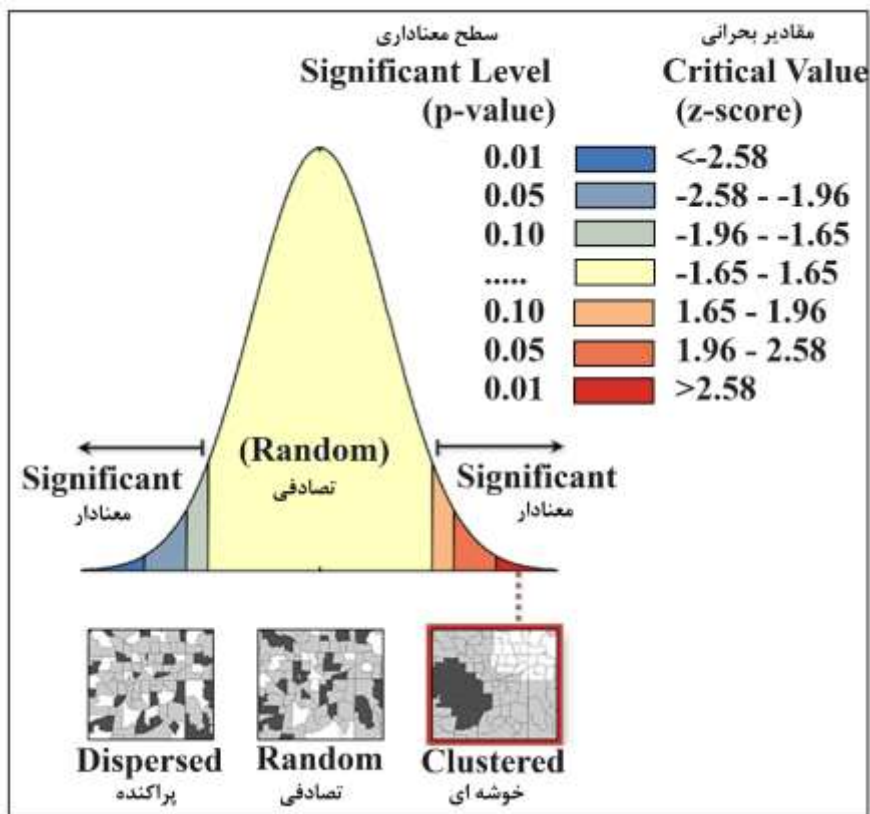 سطح معناداری مقادیر بحرانی
Significant Level Critical Value
(p-value) (z-score)
0.01 <-2.58
0.05 -2.58 - -1.96
0.10 -1.96 - -1.65
..... -1.65 - 1.65
0.10 1.65 - 1.96
0.05 1.96 - 2.58
0.01 >2.58
(Random)
تصادفی
Significant
معنادار
Significant
معنادار
Dispersed Random Clustered
پراکنده تصادفی خوشه ای